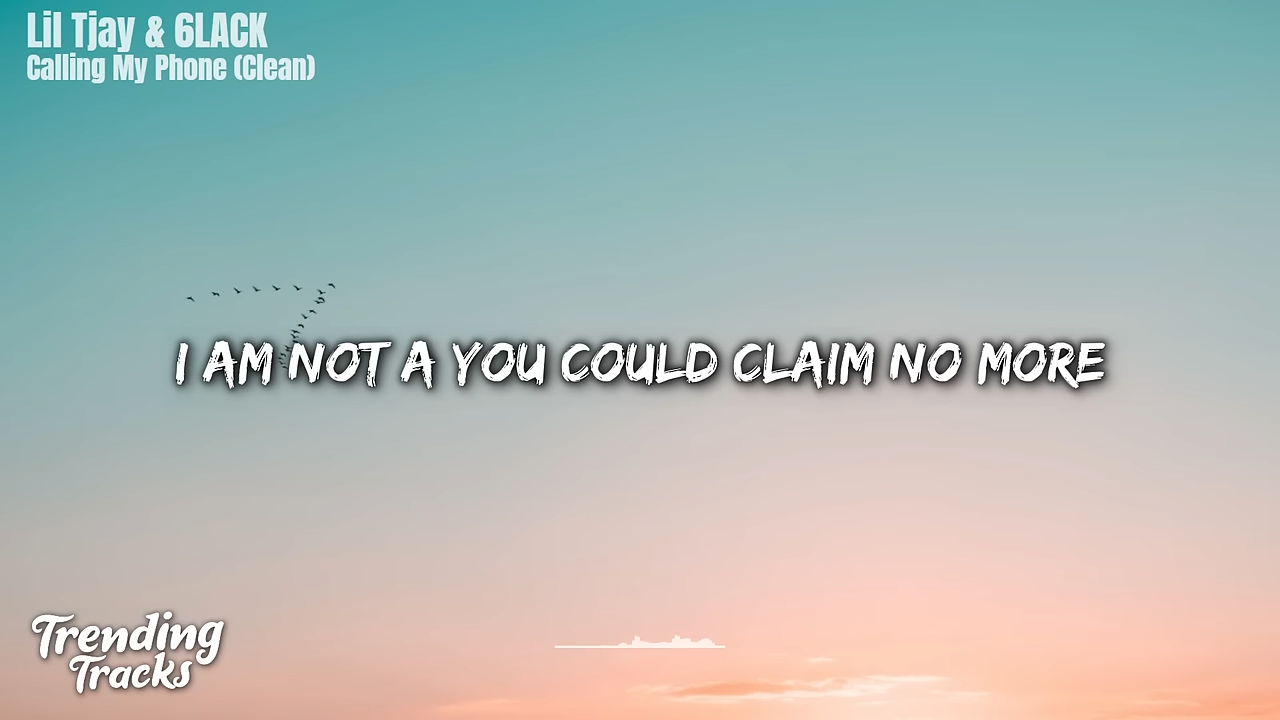 Lil Tjay & 6LACK
Calling My Phone (Clean)
I AM NOT A YOU COULD CLAIM NO MORE
Trending
Tracks